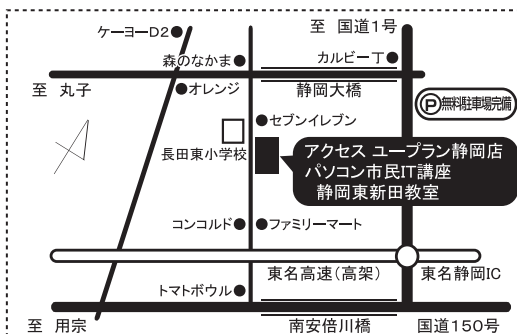 至 国道1号
ケーヨーD2
森のなかま
カルビー丁
至 丸子
オレンジ
静岡大橋
P無料駐車場完備
セブンイレブン
長田東小学校
アクセス ユープラン静岡店
パソコン市民IT講座
静岡東新田教室
コンコルド
ファミリーマート
東名高速(高架)
東名静岡IC
トマトボウル
至 用宗
南安倍川橋
国道150号